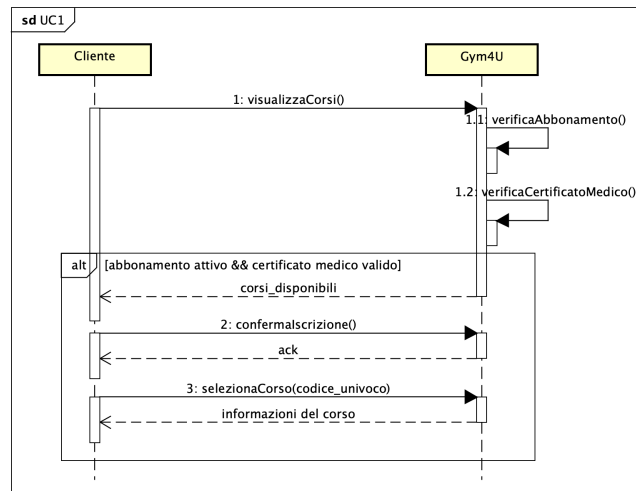 sd UC1
Cliente
Gym4U
1: visualizzaCorsi()
1.1: verificaAbbonamento()
1.2: verificaCertificatoMedico()
alt
[abbonamento attivo && certificato medico valido]
corsi_disponibili
2: confermaIscrizione()
ack
3: selezionaCorso(codice_univoco)
informazioni del corso